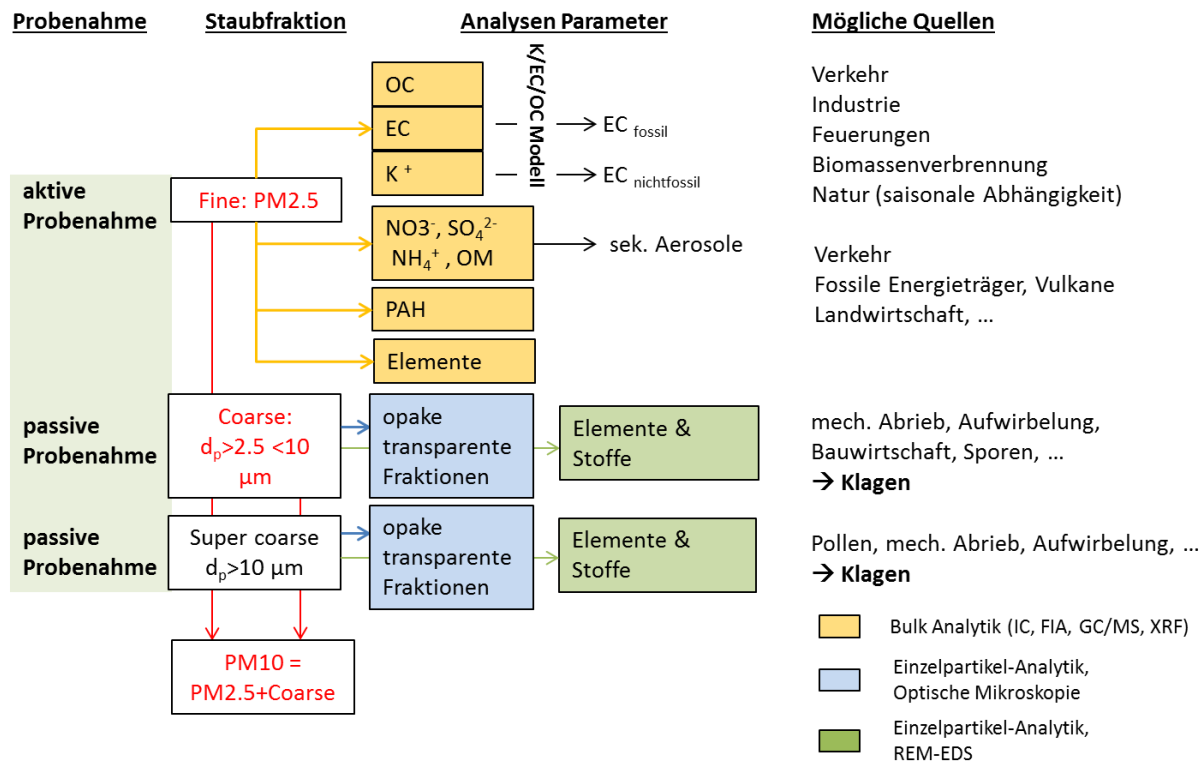 Probenahme
Staubfraktion
Analysen Parameter
Mögliche Quellen
aktive
Probenahme
Fine: PM2.5
OC
EC
K +
K/EC/OC Modell
EC fossil
EC nichtfossil
NO3-, SO42-
NH4+ , OM
sek. Aerosole
PAH
Elemente
Verkehr
Industrie
Feuerungen
Biomassenverbrennung
Natur (saisonale Abhängigkeit)
Verkehr
Fossile Energieträger, Vulkane
Landwirtschaft, ...
passive
Probenahme
Coarse:
dp>2.5 <10
µm
opake
transparente
Fraktionen
Elemente &
Stoffe
mech. Abrieb, Aufwirbelung,
Bauwirtschaft, Sporen, ...
→ Klagen
passive
Probenahme
Super coarse
dp>10 µm
opake
transparente
Fraktionen
Elemente &
Stoffe
Pollen, mech. Abrieb, Aufwirbelung, ...
→ Klagen
PM10 =
PM2.5+Coarse
Bulk Analytik (IC, FIA, GC/MS, XRF)
Einzelpartikel-Analytik,
Optische Mikroskopie
Einzelpartikel-Analytik,
REM-EDS